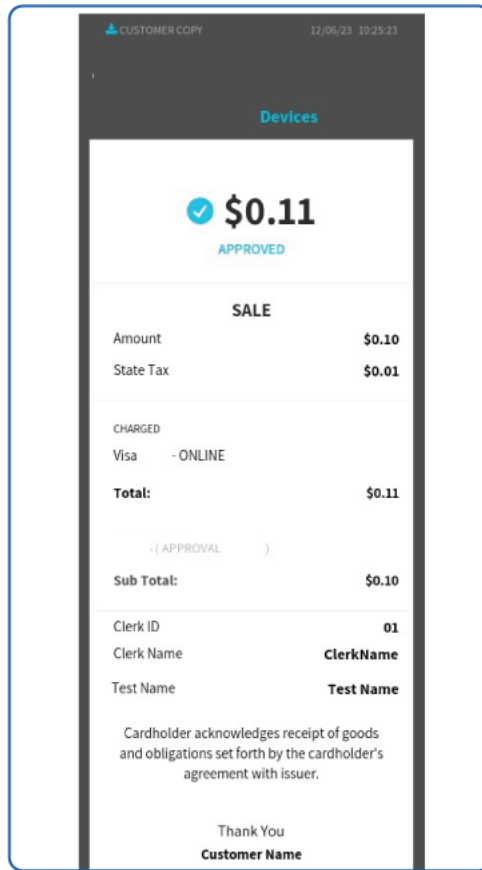 CUSTOMER COPY 12/06/23 10:25:23
Devices
$0.11
APPROVED
SALE
Amount $0.10
State Tax $0.01
CHARGED
Visa - ONLINE
Total: $0.11
( APPROVAL )
Sub Total: $0.10
Clerk ID 01
Clerk Name ClerkName
Test Name Test Name
Cardholder acknowledges receipt of goods
and obligations set forth by the cardholder's
agreement with issuer.
Thank You
Customer Name